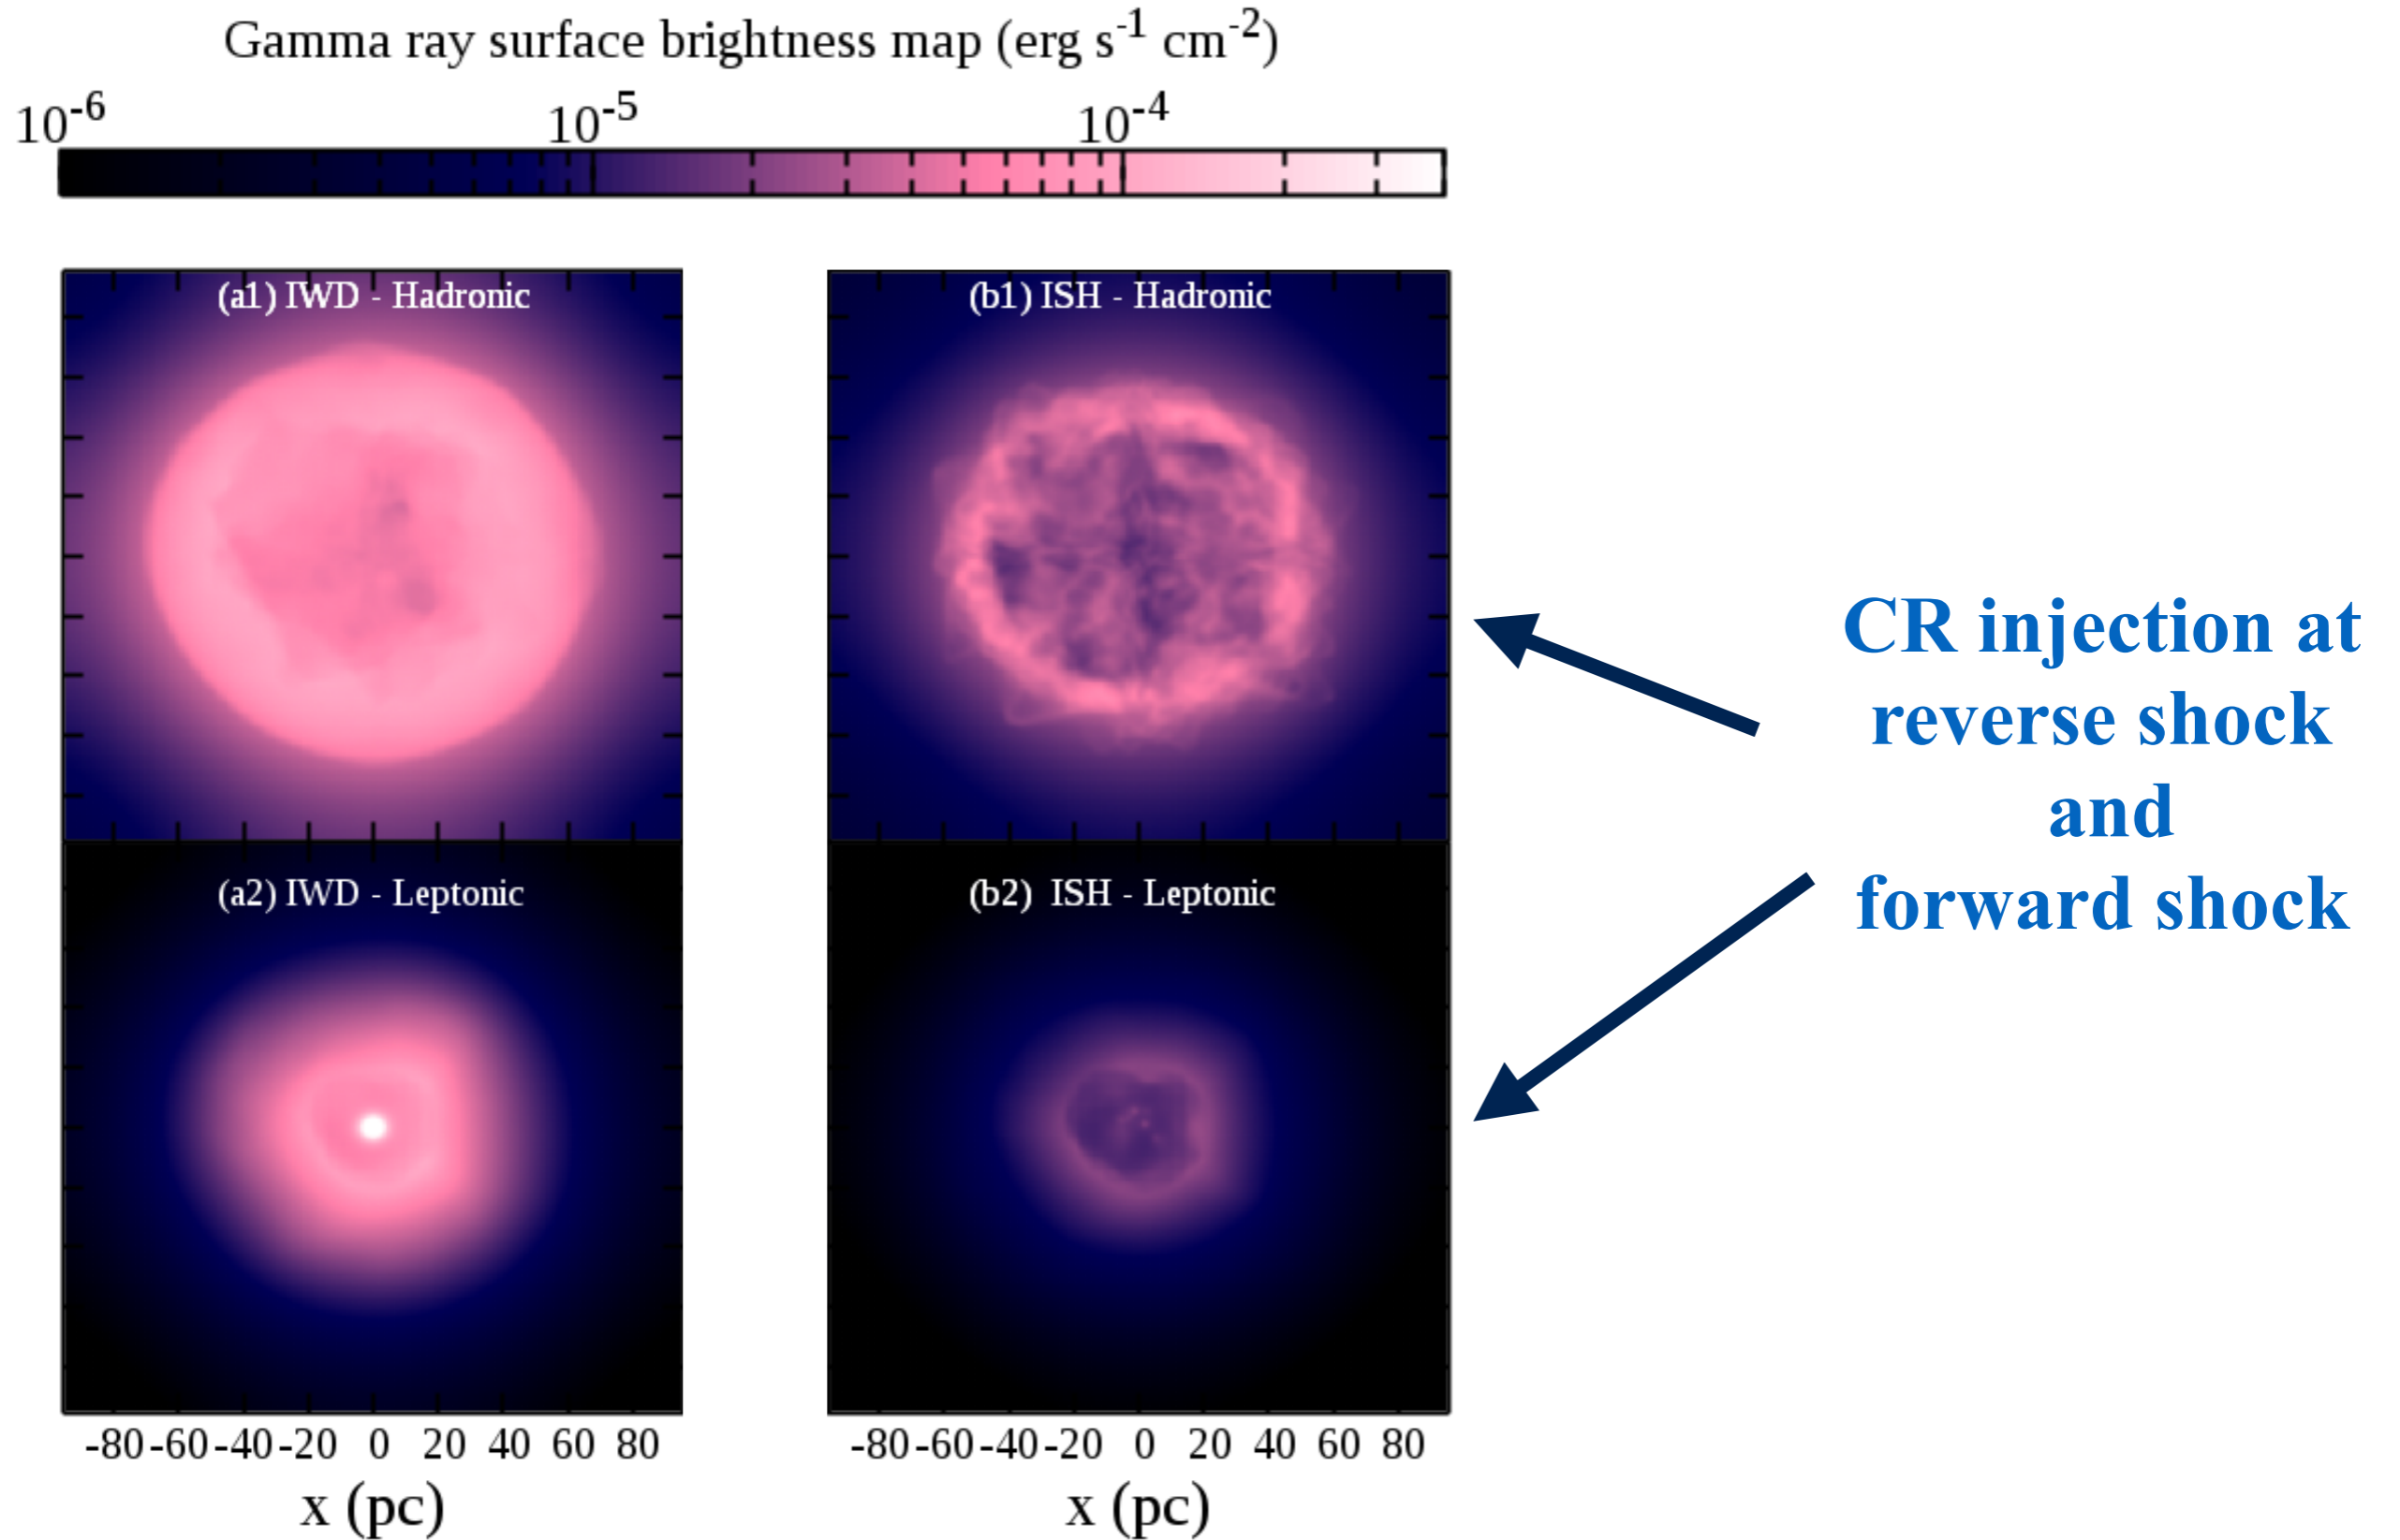 Gamma ray surface brightness map (erg s⁻¹ cm⁻²)
10⁻⁶ 10⁻⁵ 10⁻⁴
(a1) IWD - Hadronic
(b1) ISH - Hadronic
(a2) IWD - Leptonic
(b2) ISH - Leptonic
-80 -60 -40 -20 0 20 40 60 80
x (pc)
-80 -60 -40 -20 0 20 40 60 80
x (pc)
CR injection at
reverse shock
and
forward shock